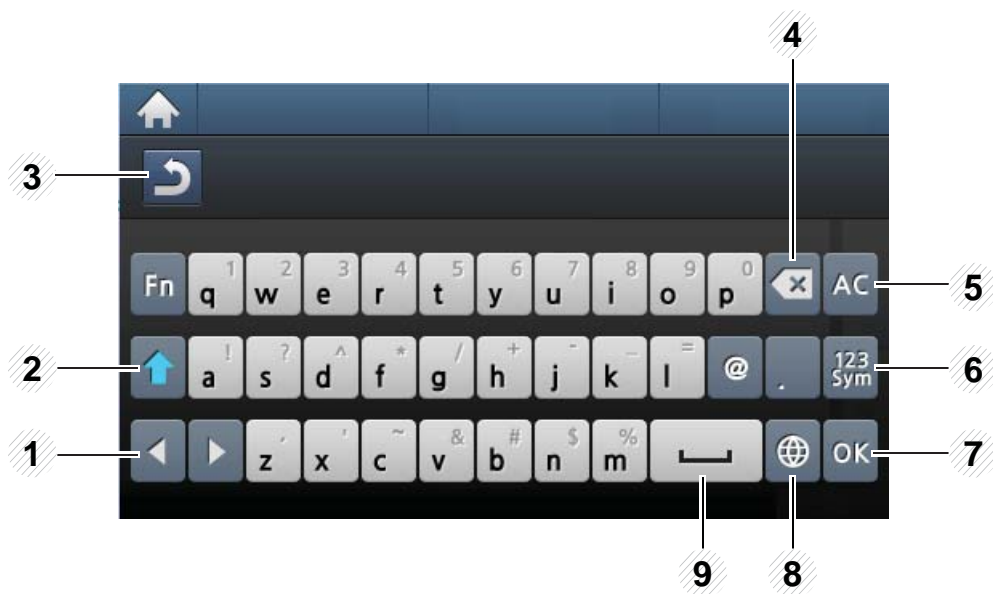 4
3
Fn 1 q 2 w 3 e 4 r 5 t 6 y 7 u 8 i 9 o 0 p AC
5
2
! a ? s ^ d * f / g + h - j _ k = l @ . 123 Sym
6
1
´ z ' x ~ c & v # b $ n % m OK
7
9 8